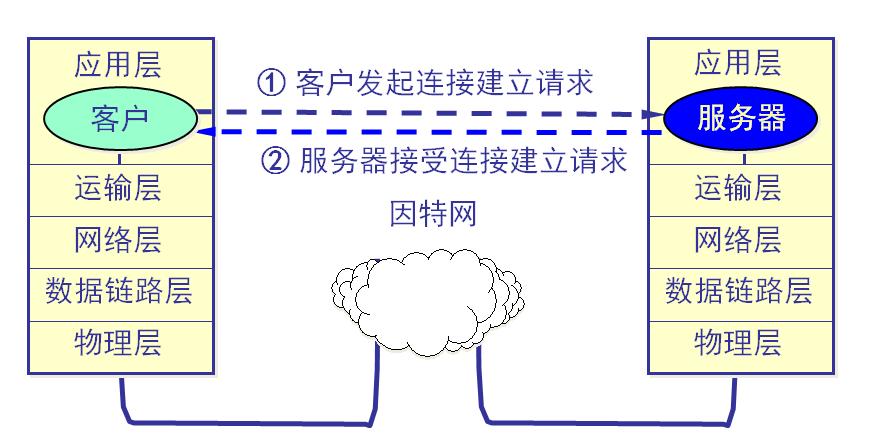 应用层
客户
运输层
网络层
数据链路层
物理层
① 客户发起连接建立请求
② 服务器接受连接建立请求
因特网
应用层
服务器
运输层
网络层
数据链路层
物理层